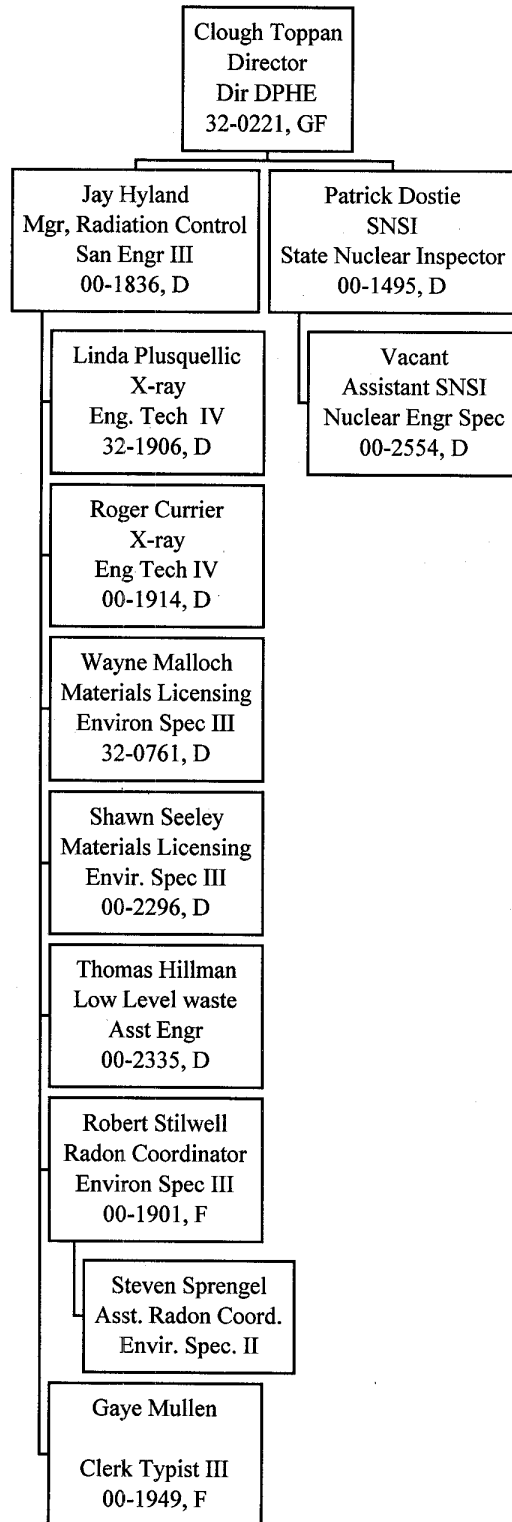 Clough Toppan
Director
Dir DPHE
32-0221, GF
Jay Hyland
Mgr, Radiation Control
San Engr III
00-1836, D
Patrick Dostie
SNSI
State Nuclear Inspector
00-1495, D
Linda Plusquellic
X-ray
Eng. Tech IV
32-1906, D
Vacant
Assistant SNSI
Nuclear Engr Spec
00-2554, D
Roger Currier
X-ray
Eng Tech IV
00-1914, D
Wayne Malloch
Materials Licensing
Environ Spec III
32-0761, D
Shawn Seeley
Materials Licensing
Envir. Spec III
00-2296, D
Thomas Hillman
Low Level waste
Asst Engr
00-2335, D
Robert Stilwell
Radon Coordinator
Environ Spec III
00-1901, F
Steven Sprengel
Asst. Radon Coord.
Envir. Spec. II
Gaye Mullen
Clerk Typist III
00-1949, F